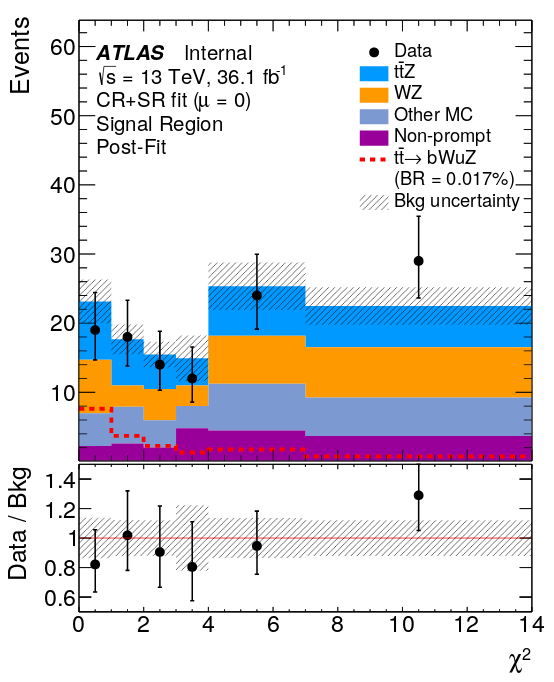 Events
60
50
40
30
20
10
ATLAS Internal
√s = 13 TeV, 36.1 fb⁻¹
CR+SR fit (μ = 0)
Signal Region
Post-Fit
Data
tt̄Z
WZ
Other MC
Non-prompt
tt̄→ bWuZ
(BR = 0.017%)
Bkg uncertainty
Data / Bkg
1.4
1.2
1
0.8
0.6
0 2 4 6 8 10 12 14
χ²